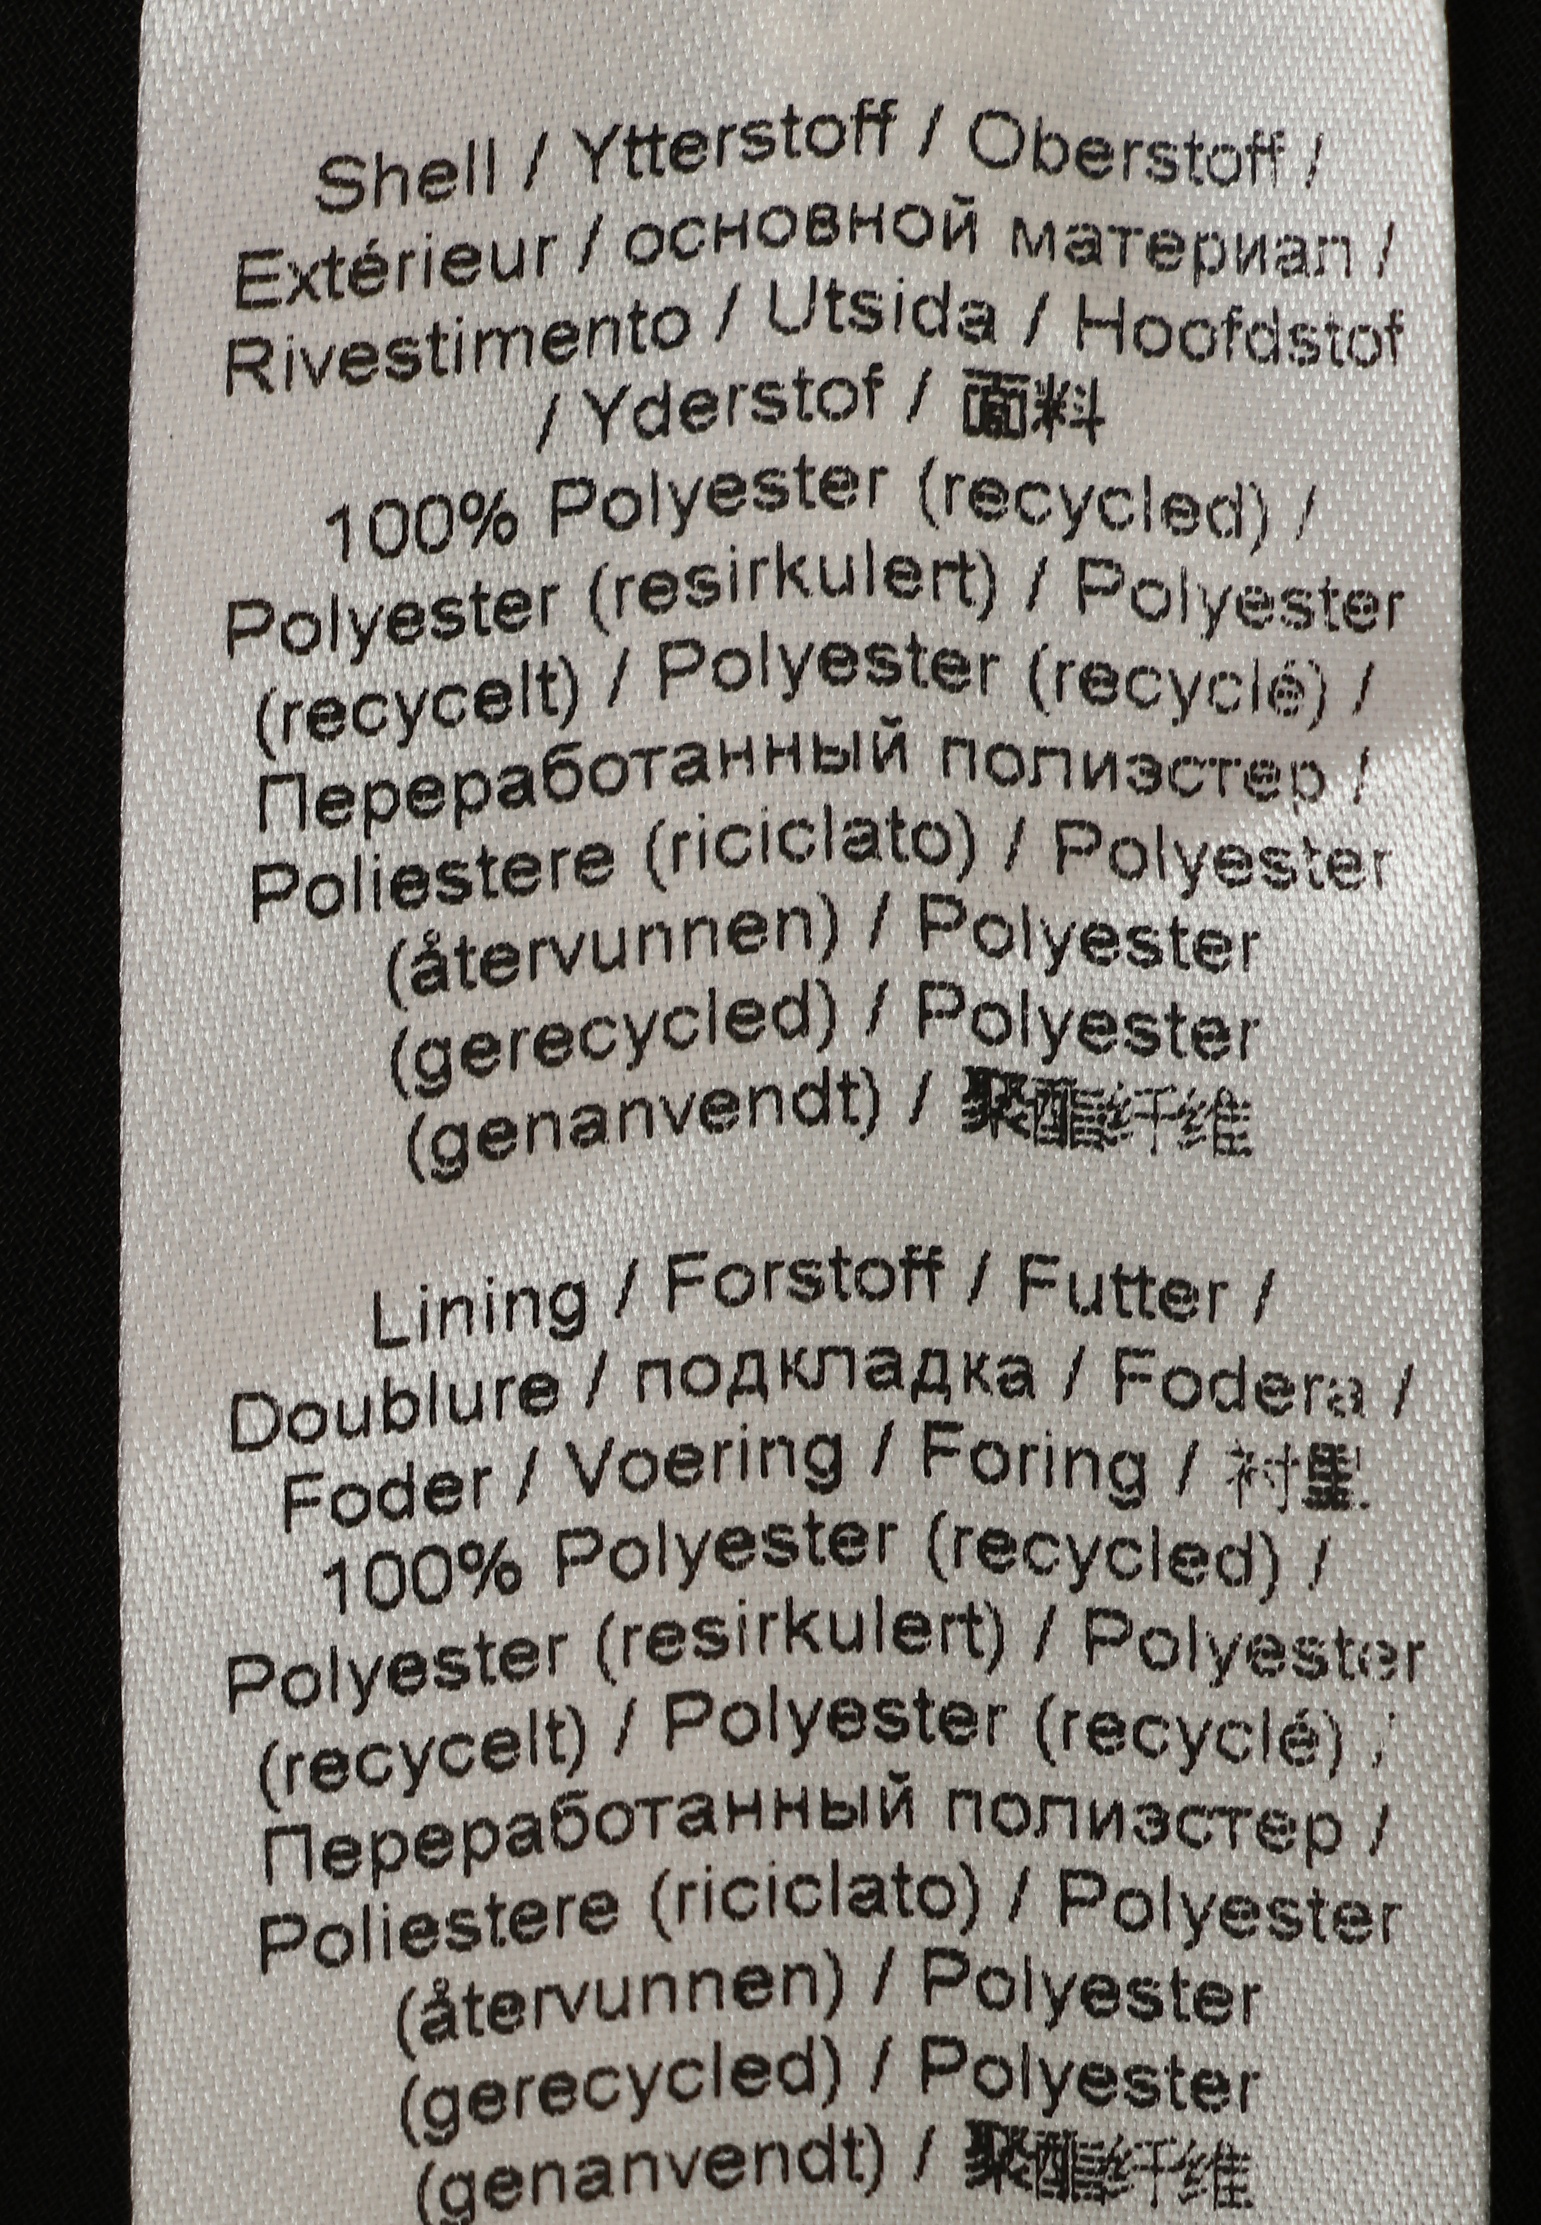 Shell / Ytterstoff / Oberstoff /
Extérieur / основной материал /
Rivestimento / Utsida / Hoofdstof
/ Yderstof / 面料
100% Polyester (recycled) /
Polyester (resirkulert) / Polyester
(recycelt) / Polyester (recyclé) /
Переработанный полиэстер /
Poliestere (riciclato) / Polyester
(återvunnen) / Polyester
(gerecycled) / Polyester
(genanvendt) / 聚酯纤维
Lining / Forstoff / Futter /
Doublure / подкладка / Fodera /
Foder / Voering / Foring / 衬里
100% Polyester (recycled) /
Polyester (resirkulert) / Polyester
(recycelt) / Polyester (recyclé) /
Переработанный полиэстер /
Poliestere (riciclato) / Polyester
(återvunnen) / Polyester
(gerecycled) / Polyester
(genanvendt) / 聚酯纤维